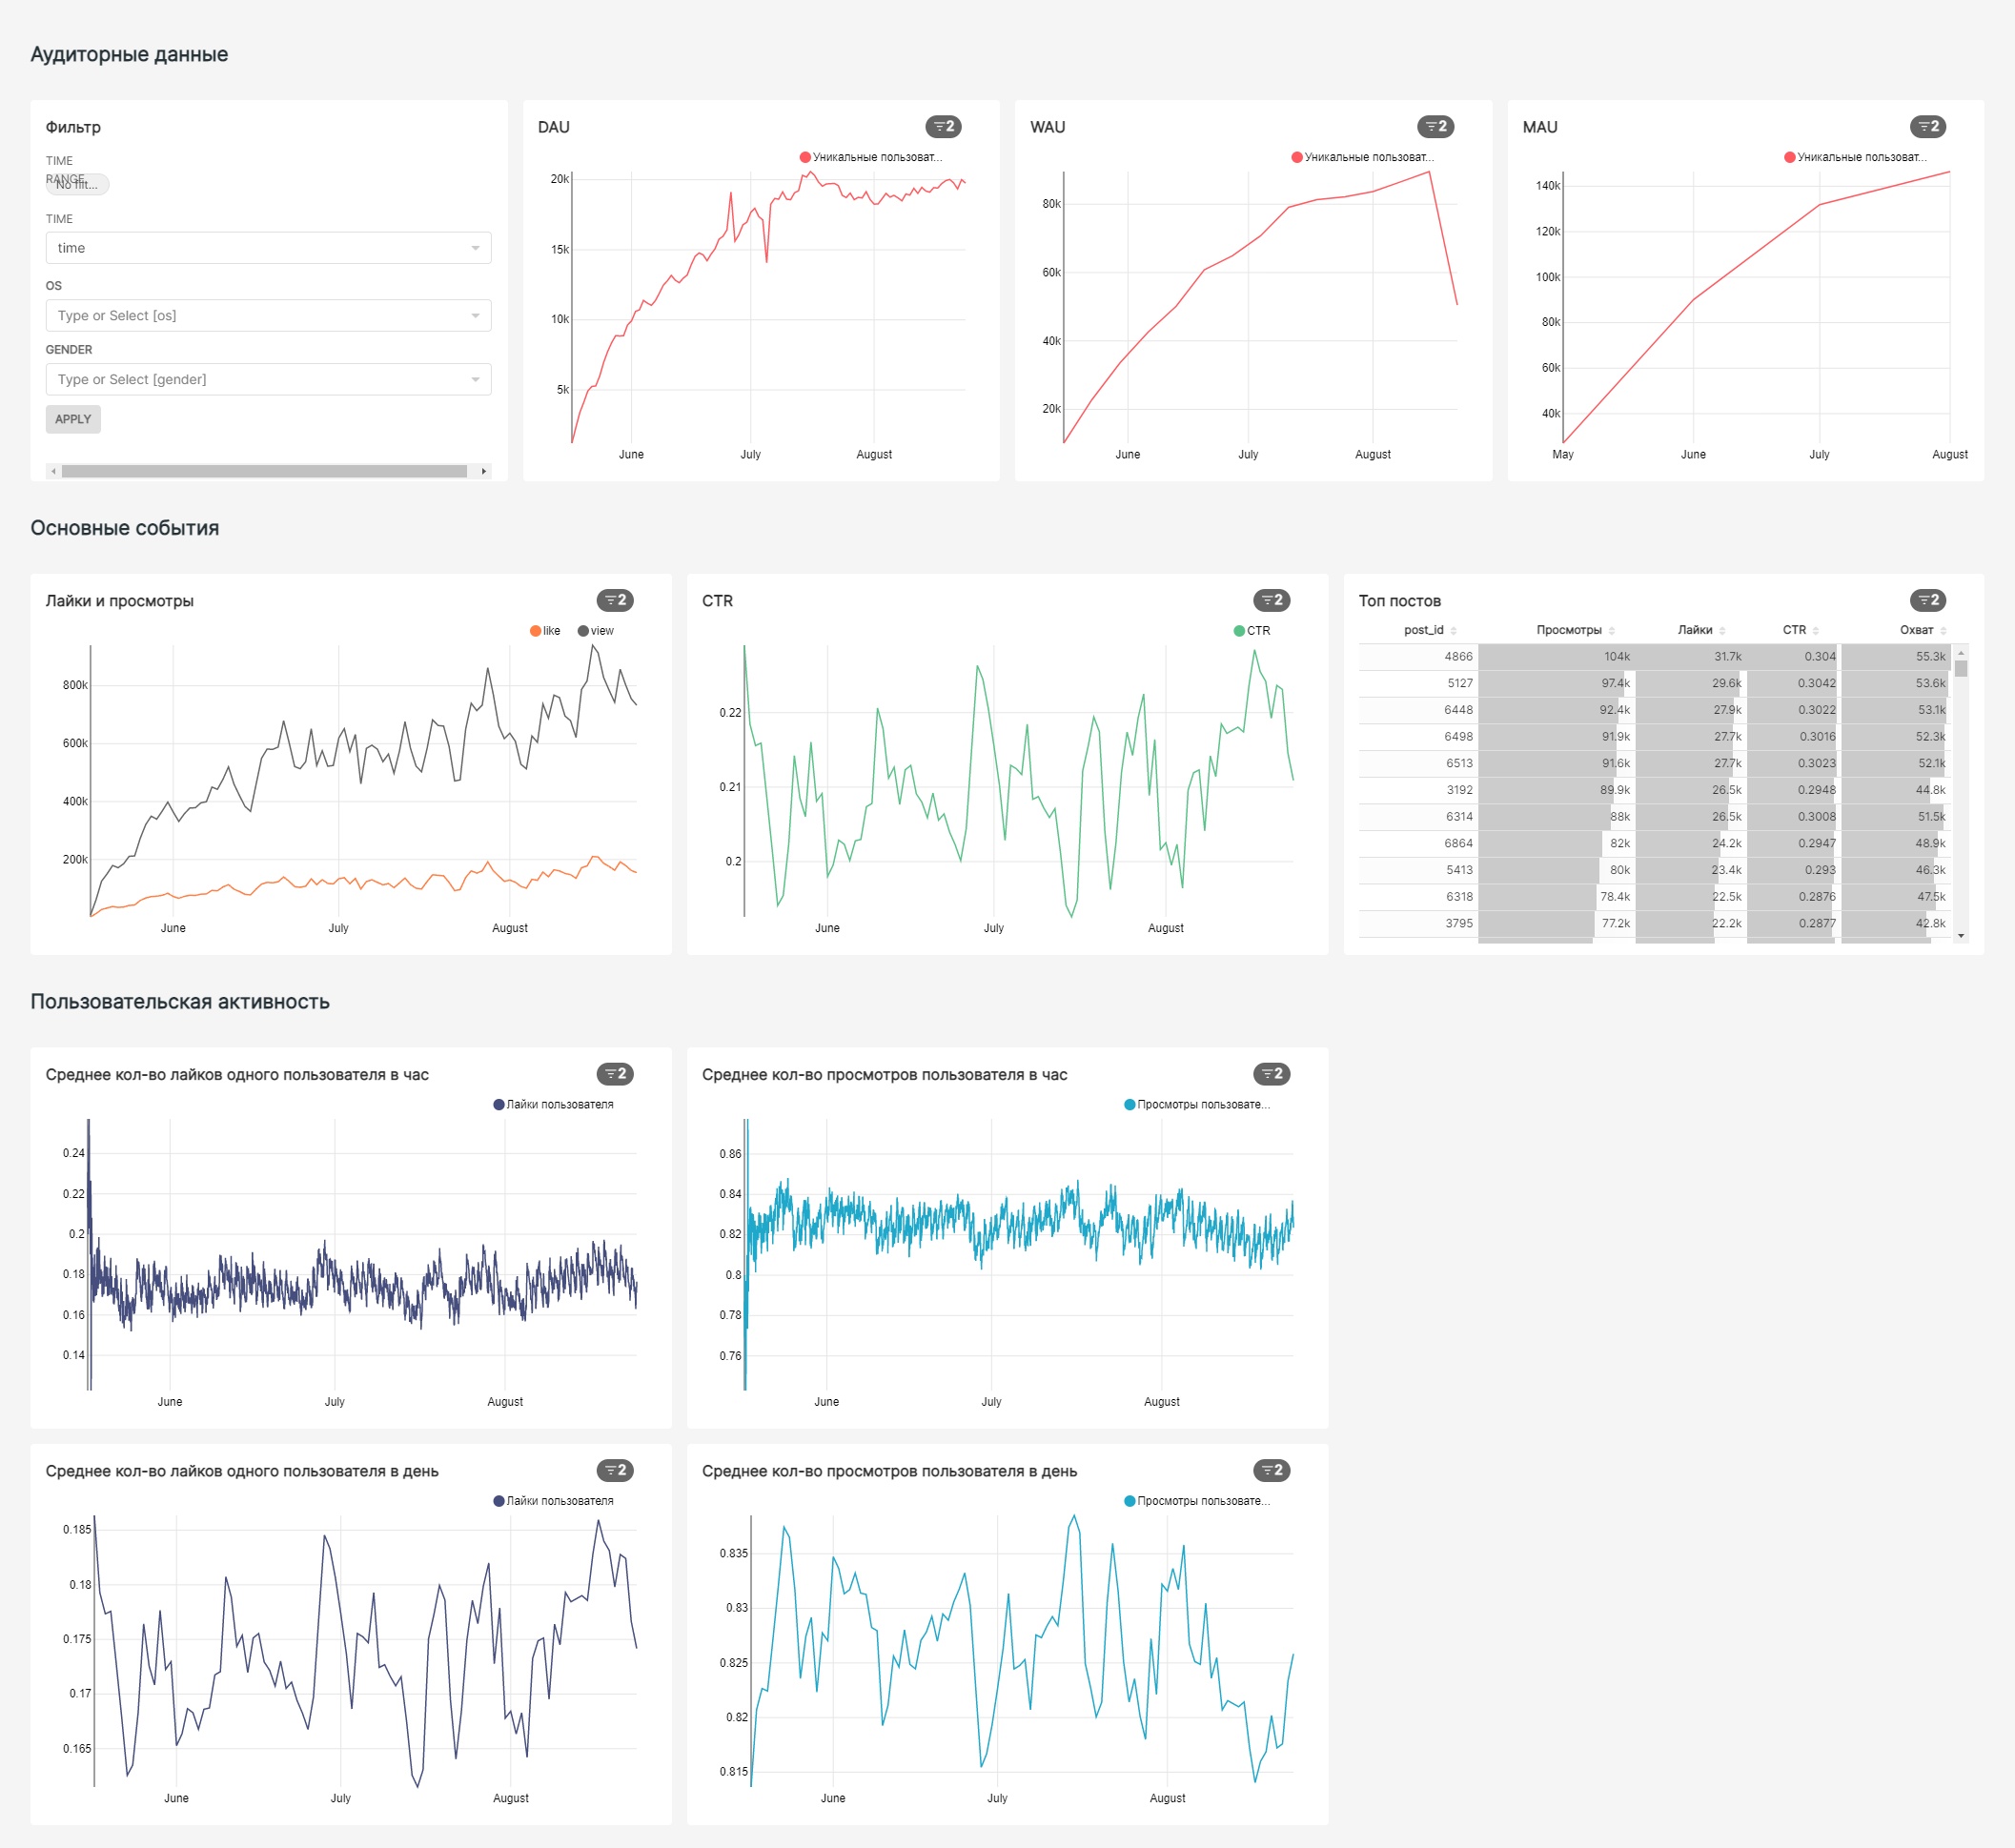 Аудиторные данные
Фильтр
TIME
RANGE
No filt...
TIME
time
OS
Type or Select [os]
GENDER
Type or Select [gender]
APPLY
DAU
2
Уникальные пользоват...
20k
15k
10k
5k
June July August
WAU
2
Уникальные пользоват...
80k
60k
40k
20k
June July August
MAU
2
Уникальные пользоват...
140k
120k
100k
80k
60k
40k
May June July August
Основные события
Лайки и просмотры
2
like view
800k
600k
400k
200k
June July August
CTR
2
CTR
0.22
0.21
0.2
June July August
Топ постов
2
post_id Просмотры Лайки CTR Охват
4866 104k 31.7k 0.304 55.3k
5127 97.4k 29.6k 0.3042 53.6k
6448 92.4k 27.9k 0.3022 53.1k
6498 91.9k 27.7k 0.3016 52.3k
6513 91.6k 27.7k 0.3023 52.1k
3192 89.9k 26.5k 0.2948 44.8k
6314 88k 26.5k 0.3008 51.5k
6864 82k 24.2k 0.2947 48.9k
5413 80k 23.4k 0.293 46.3k
6318 78.4k 22.5k 0.2876 47.5k
3795 77.2k 22.2k 0.2877 42.8k
Пользовательская активность
Среднее кол-во лайков одного пользователя в час
2
Лайки пользователя
0.24
0.22
0.2
0.18
0.16
0.14
June July August
Среднее кол-во просмотров пользователя в час
2
Просмотры пользовате...
0.86
0.84
0.82
0.8
0.78
0.76
June July August
Среднее кол-во лайков одного пользователя в день
2
Лайки пользователя
0.185
0.18
0.175
0.17
0.165
June July August
Среднее кол-во просмотров пользователя в день
2
Просмотры пользовате...
0.835
0.83
0.825
0.82
0.815
June July August